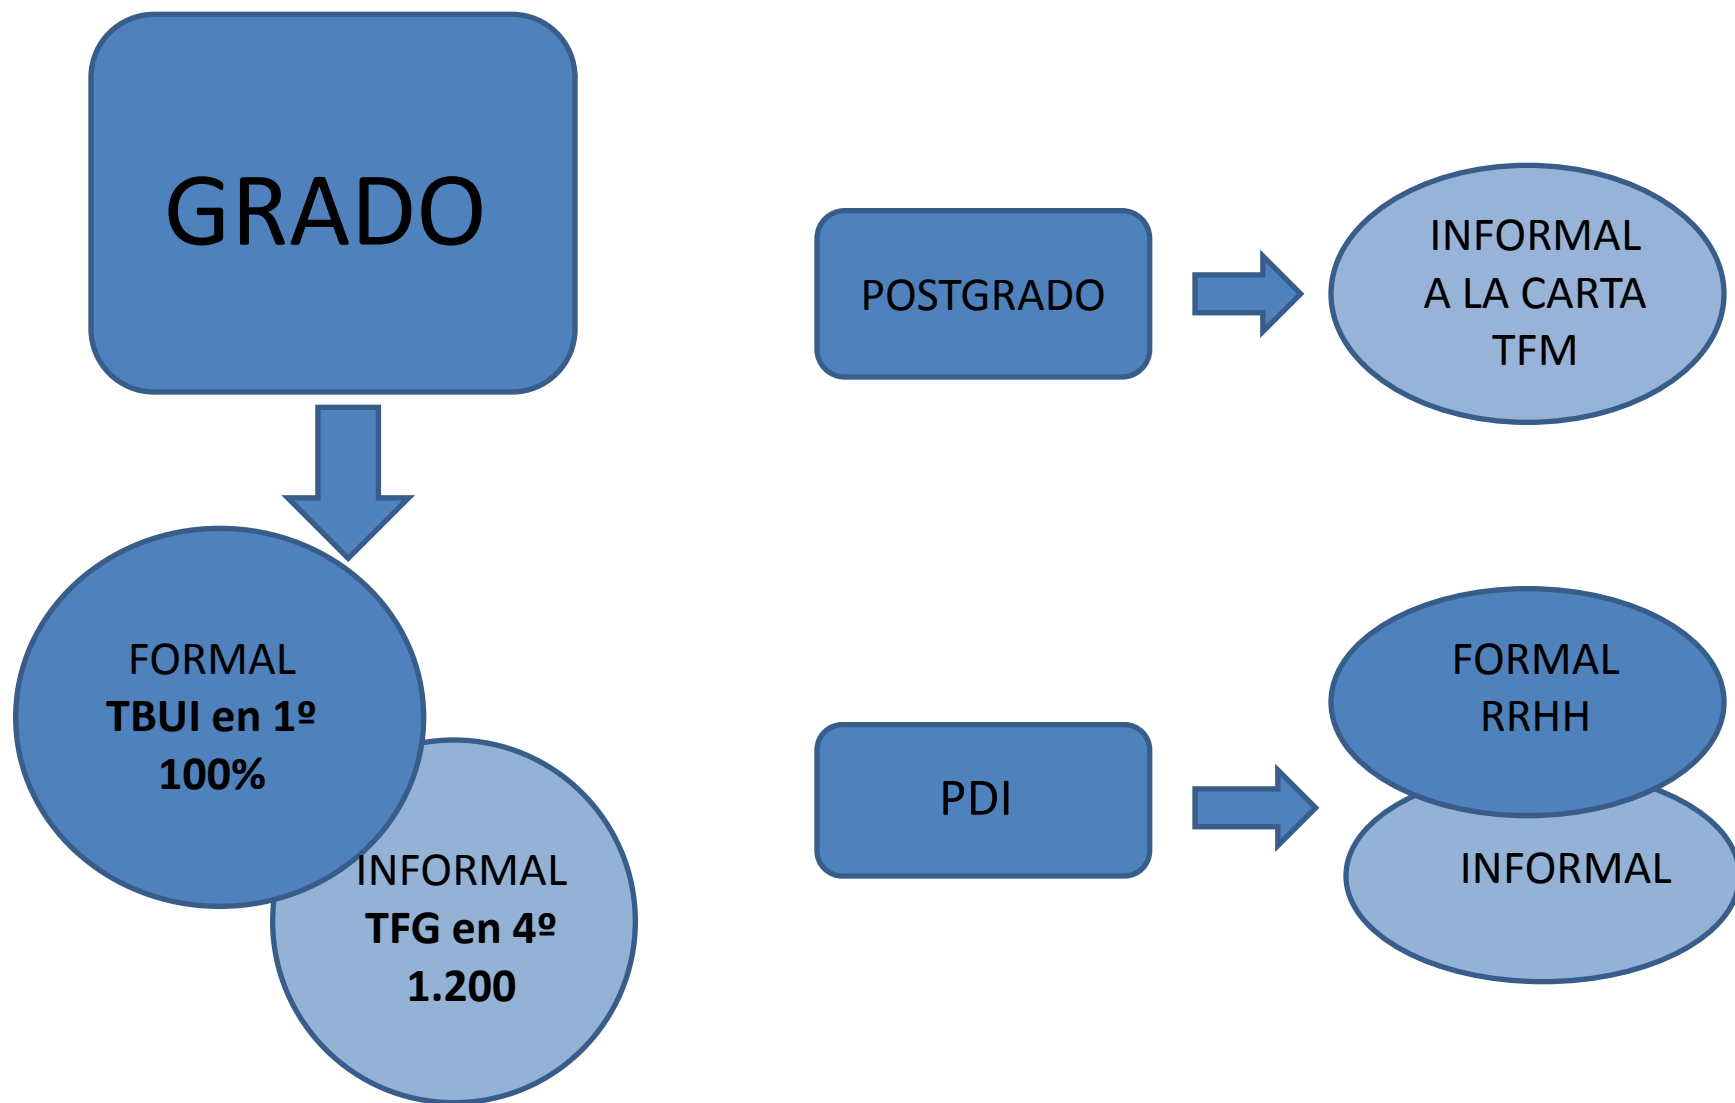 GRADO
FORMAL
TBUI en 1º
100%
INFORMAL
TFG en 4º
1.200
POSTGRADO
INFORMAL
A LA CARTA
TFM
PDI
FORMAL
RRHH
INFORMAL